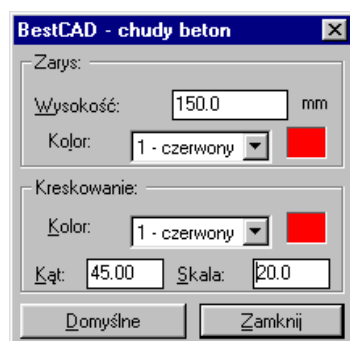 BestCAD - chudy beton
Zarys:
Wysokość: 150.0 mm
Kolor: 1 - czerwony
Kreskowanie:
Kolor: 1 - czerwony
Kąt: 45.00 Skala: 20.0
Domyślne Zamknij